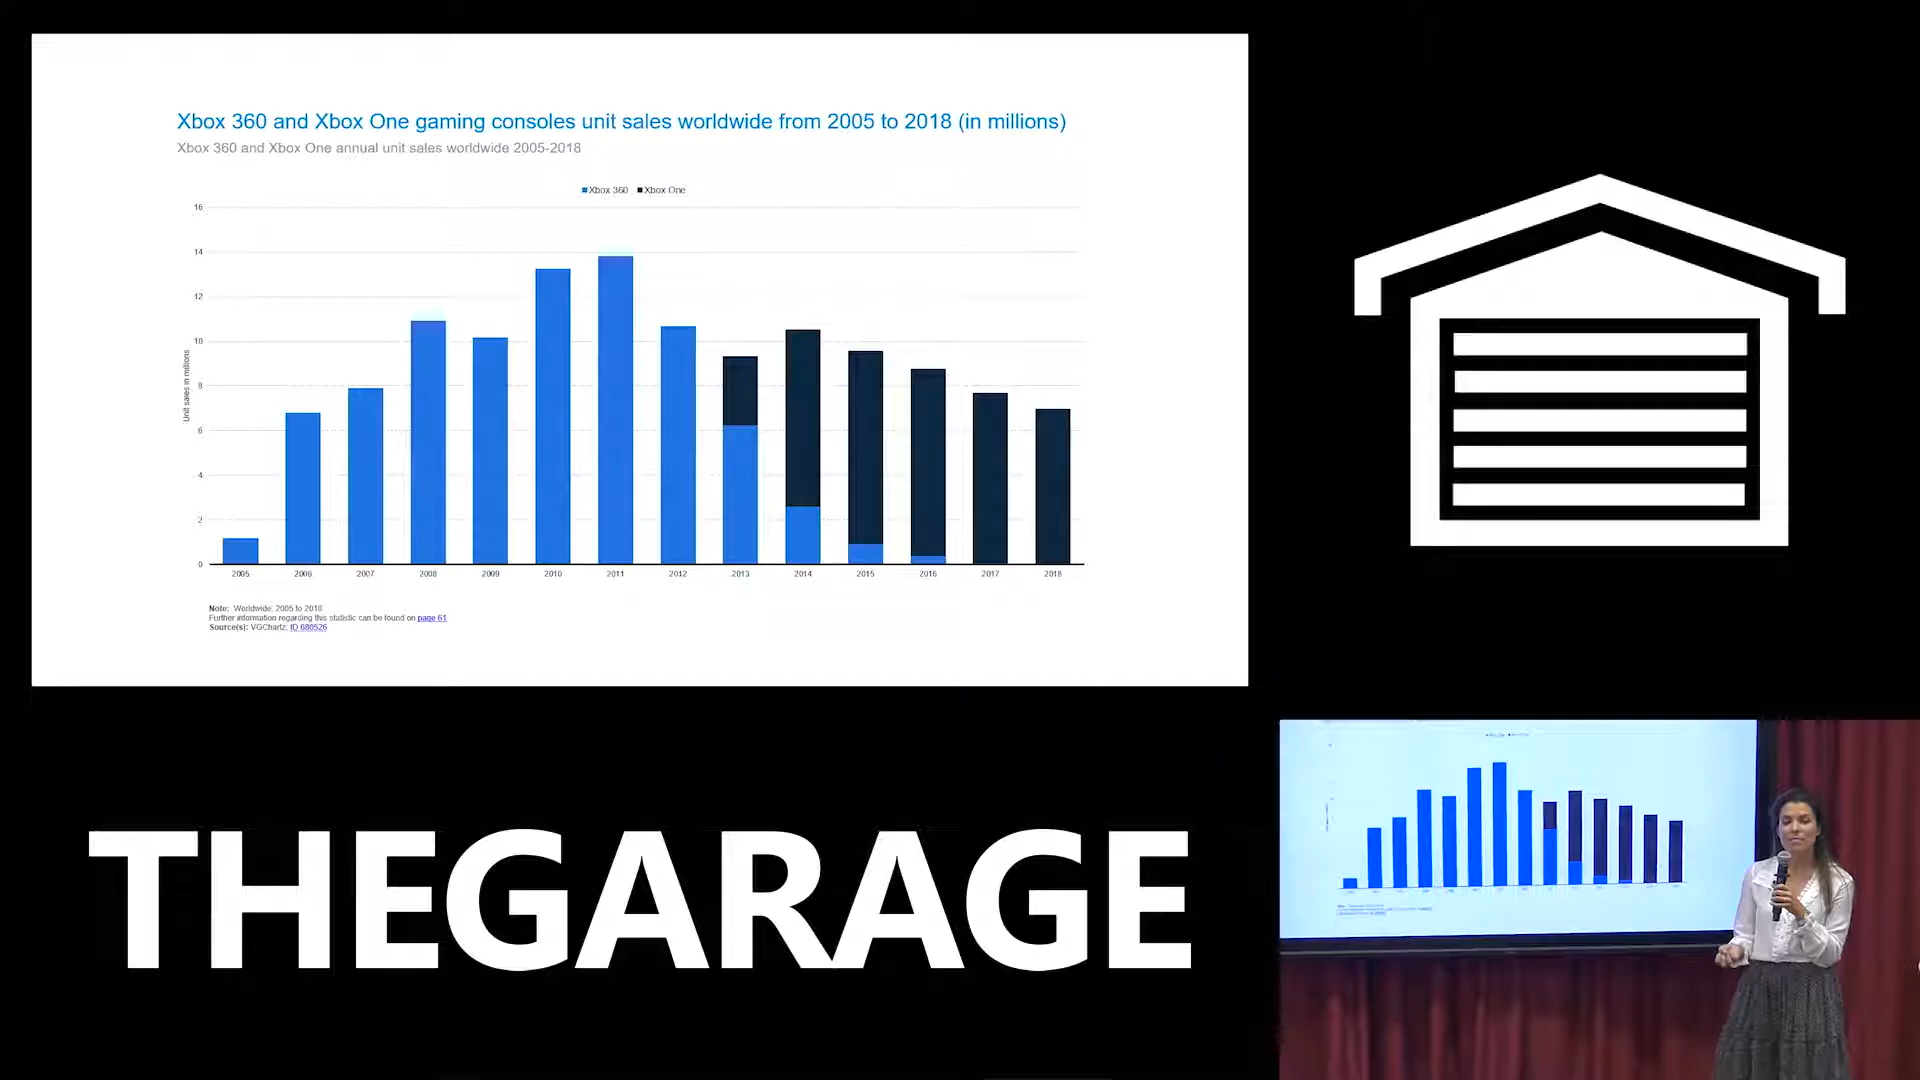 Xbox 360 and Xbox One gaming consoles unit sales worldwide from 2005 to 2018 (in millions)
Xbox 360 and Xbox One annual unit sales worldwide 2005-2018
Xbox 360 Xbox One
Unit sales in millions
16
14
12
10
8
6
4
2
0
2005 2006 2007 2008 2009 2010 2011 2012 2013 2014 2015 2016 2017 2018
Note: Worldwide; 2005 to 2018
Further information regarding this statistic can be found on page 61.
Source(s): VGChartz; ID 680526
THEGARAGE